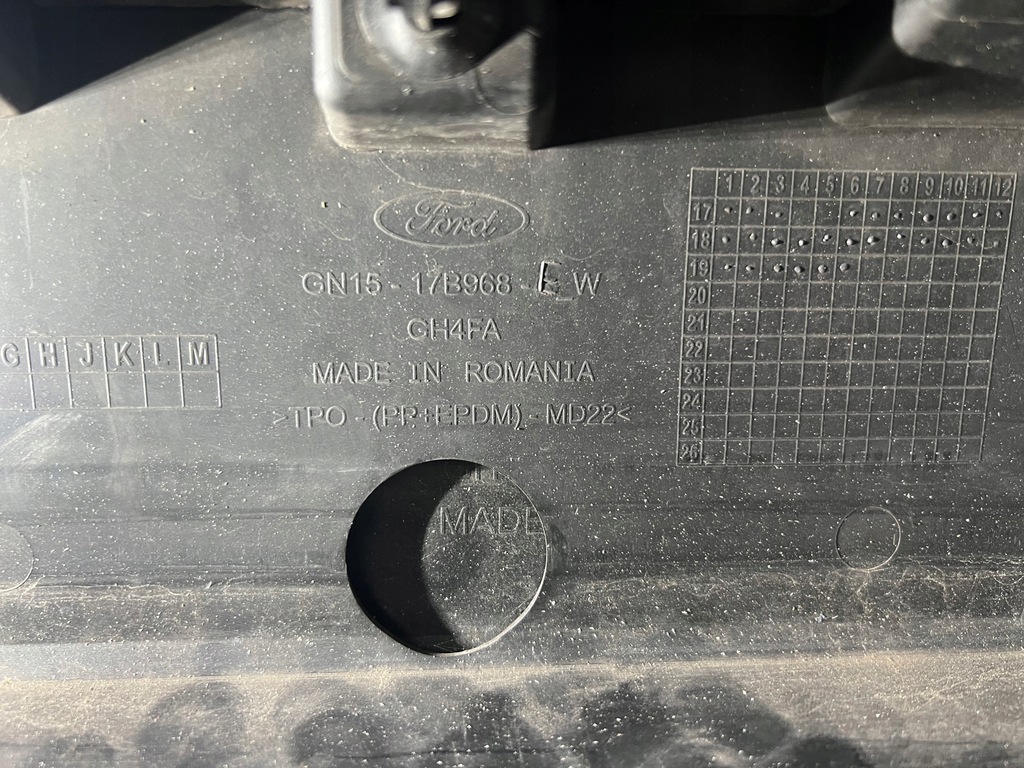 Ford
GN15 - 17B968 - E W
GH4FA
MADE IN ROMANIA
>TPO - (PP+EPDM) - MD22<
G H J K L M
1 2 3 4 5 6 7 8 9 10 11 12
17
18
19
20
21
22
23
24
25
26
MADE